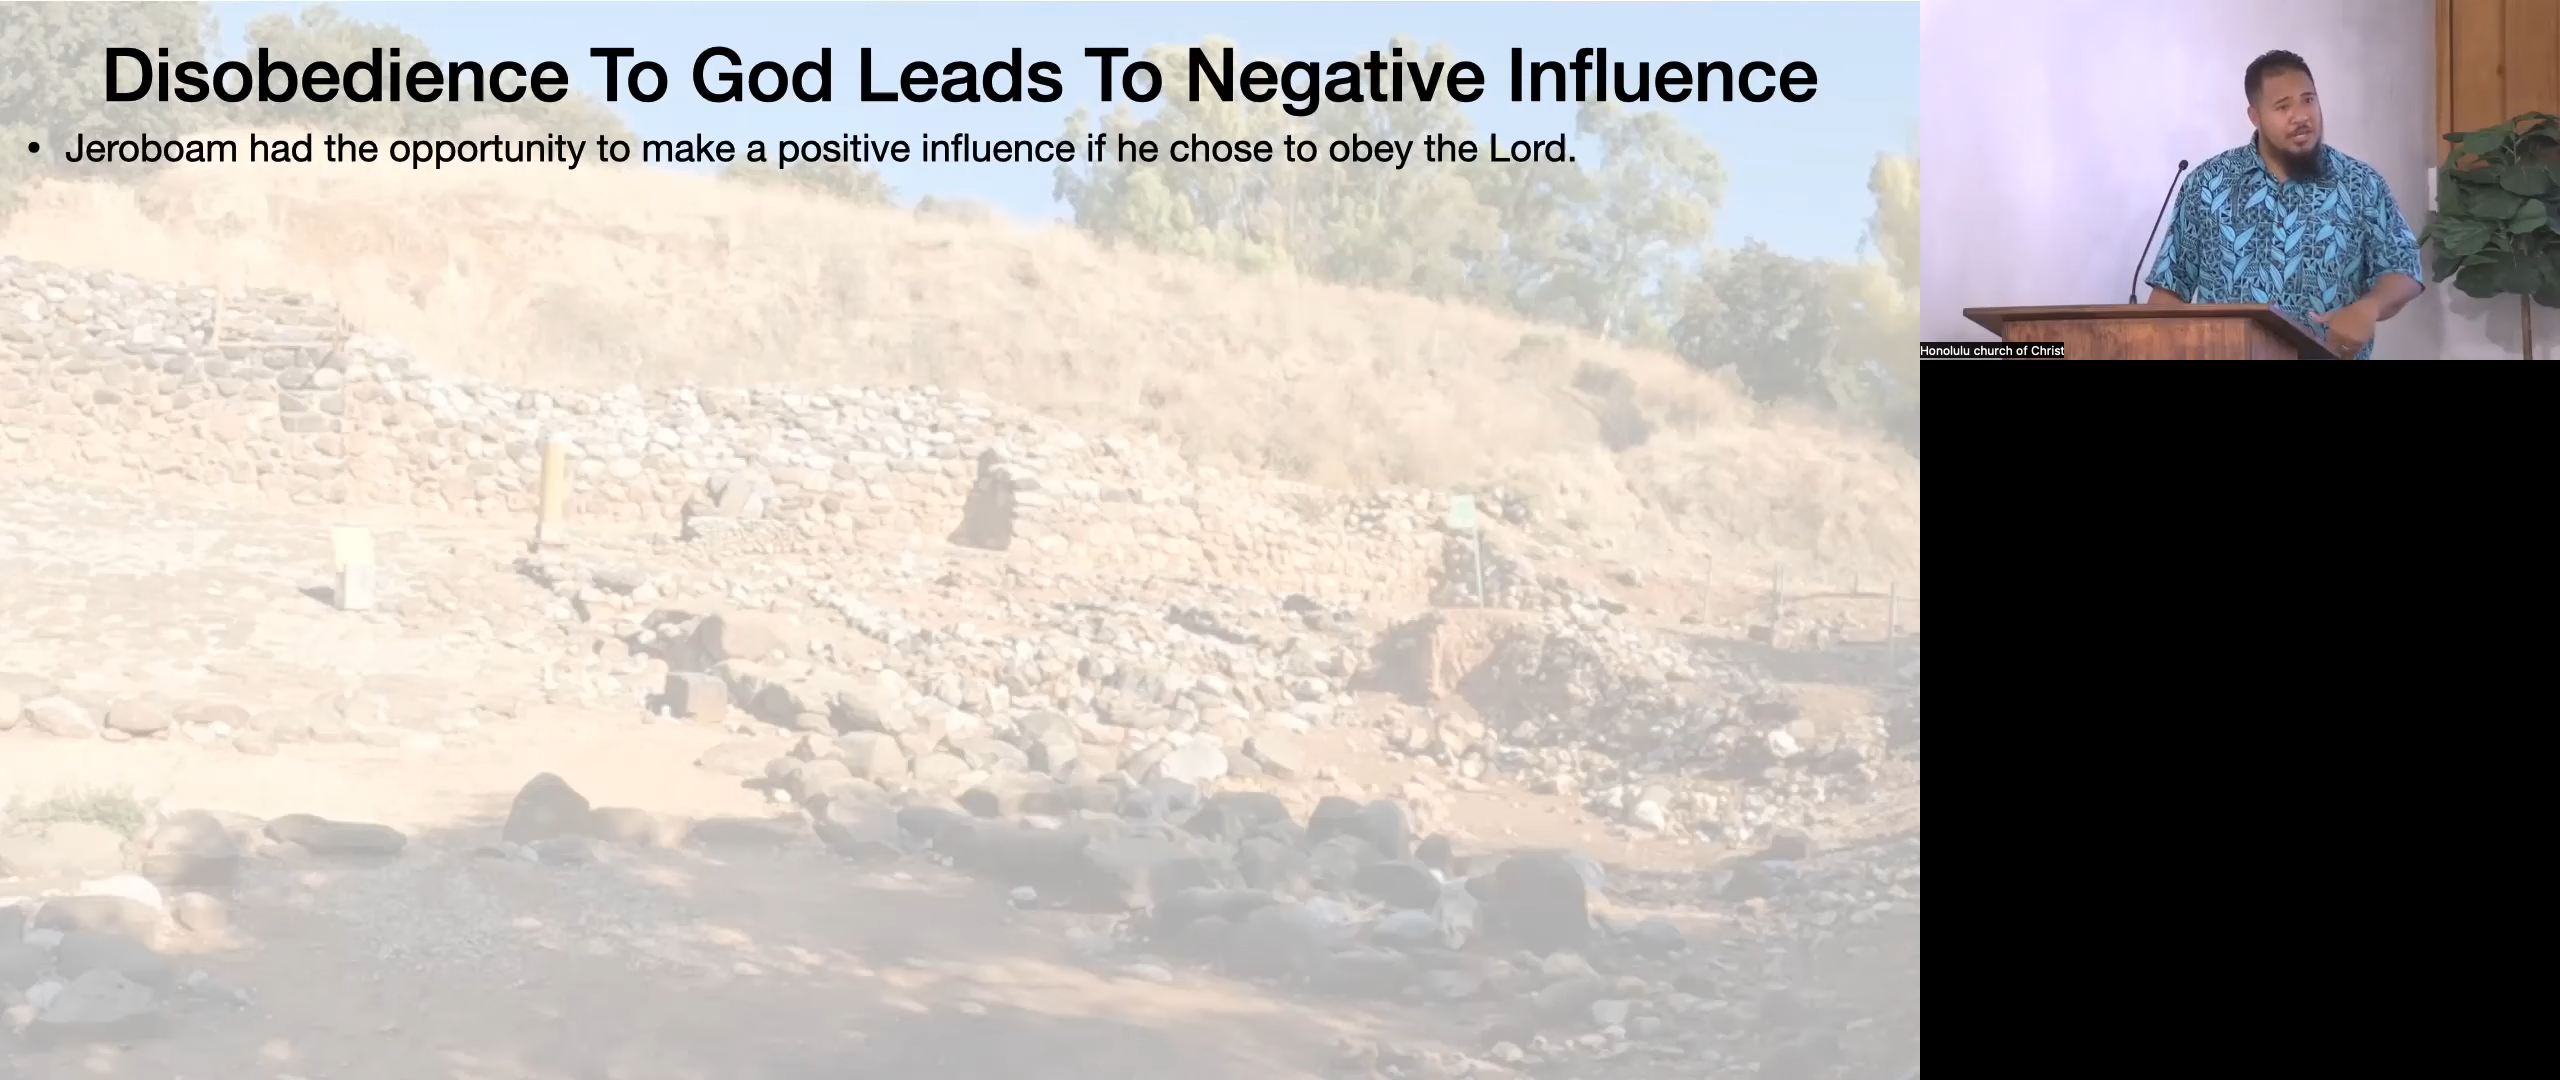 Disobedience To God Leads To Negative Influence
• Jeroboam had the opportunity to make a positive influence if he chose to obey the Lord.
Honolulu church of Christ